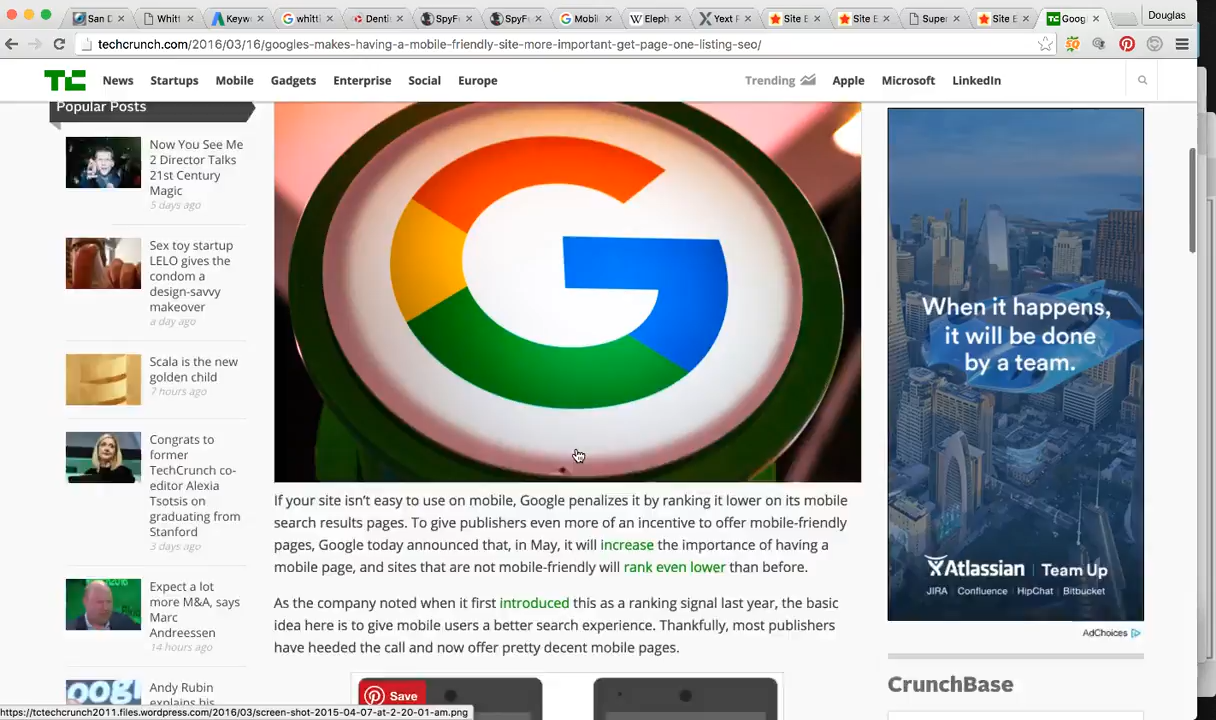 San D
Whitt
Keyw
whitti
Denti
SpyF
SpyF
Mobil
Eleph
Yext F
Site E
Site E
Super
Site E
Goog
Douglas
techcrunch.com/2016/03/16/googles-makes-having-a-mobile-friendly-site-more-important-get-page-one-listing-seo/
TC
News
Startups
Mobile
Gadgets
Enterprise
Social
Europe
Trending
Apple
Microsoft
LinkedIn
Popular Posts
Now You See Me
2 Director Talks
21st Century
Magic
5 days ago
Sex toy startup
LELO gives the
condom a
design-savvy
makeover
a day ago
Scala is the new
golden child
7 hours ago
Congrats to
former
TechCrunch co-
editor Alexia
Tsotsis on
graduating from
Stanford
3 days ago
Expect a lot
more M&A, says
Marc
Andreessen
14 hours ago
Andy Rubin
explains his
If your site isn't easy to use on mobile, Google penalizes it by ranking it lower on its mobile
search results pages. To give publishers even more of an incentive to offer mobile-friendly
pages, Google today announced that, in May, it will increase the importance of having a
mobile page, and sites that are not mobile-friendly will rank even lower than before.
As the company noted when it first introduced this as a ranking signal last year, the basic
idea here is to give mobile users a better search experience. Thankfully, most publishers
have heeded the call and now offer pretty decent mobile pages.
Save
When it happens,
it will be done
by a team.
Atlassian | Team Up
JIRA | Confluence | HipChat | Bitbucket
AdChoices
CrunchBase
https://tctechcrunch2011.files.wordpress.com/2016/03/screen-shot-2015-04-07-at-2-20-01-am.png